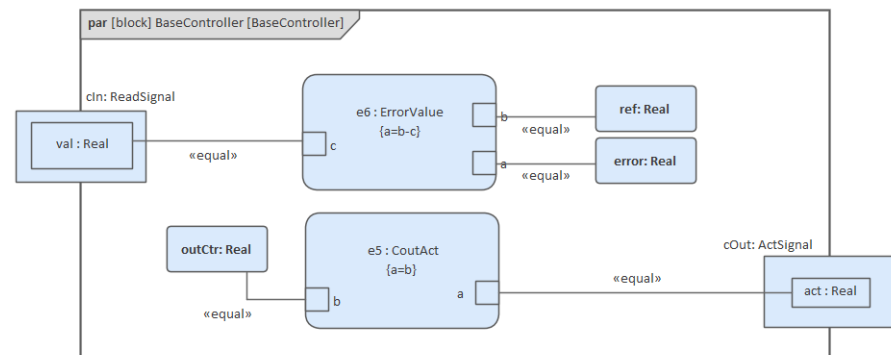 par [block] BaseController [BaseController]
cIn: ReadSignal
val : Real
«equal»
e6 : ErrorValue
{a=b-c}
c
b
a
«equal»
ref: Real
«equal»
error: Real
outCtr: Real
«equal»
e5 : CoutAct
{a=b}
b
a
«equal»
cOut: ActSignal
act : Real